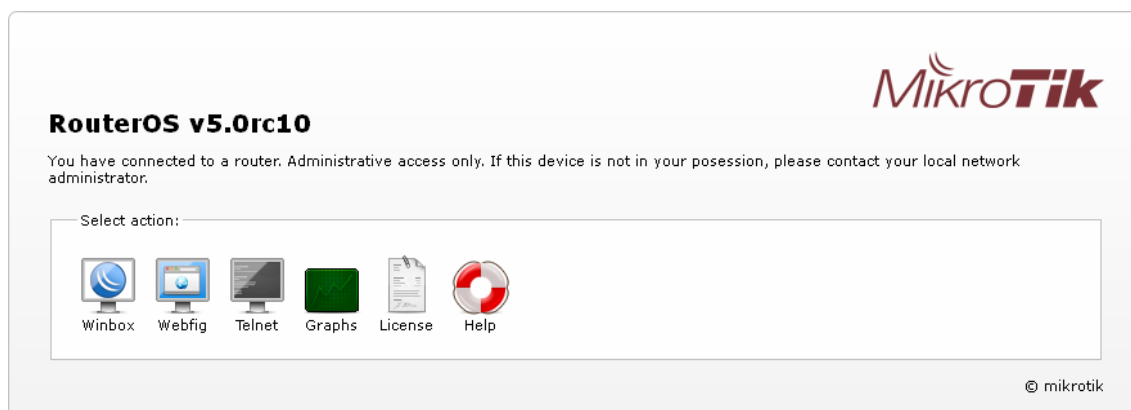 MikroTik
RouterOS v5.0rc10
You have connected to a router. Administrative access only. If this device is not in your posession, please contact your local network
administrator.
Select action:
Winbox Webfig Telnet Graphs License Help
© mikrotik